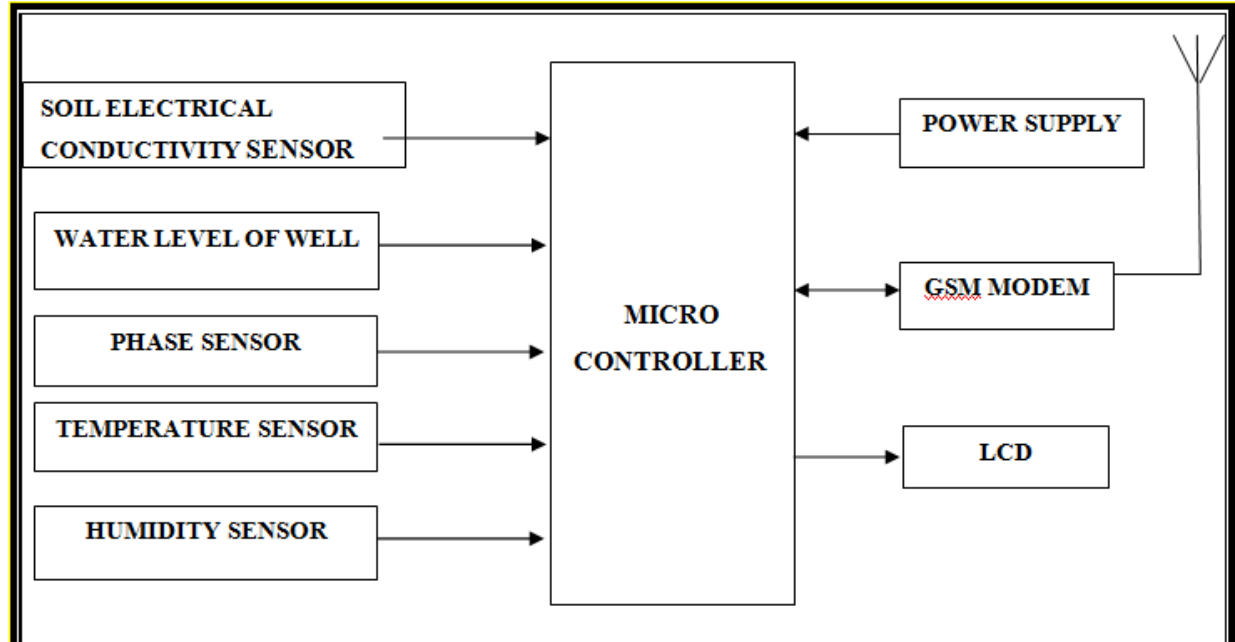 SOIL ELECTRICAL
CONDUCTIVITY SENSOR
WATER LEVEL OF WELL
PHASE SENSOR
TEMPERATURE SENSOR
HUMIDITY SENSOR
MICRO
CONTROLLER
POWER SUPPLY
GSM MODEM
LCD